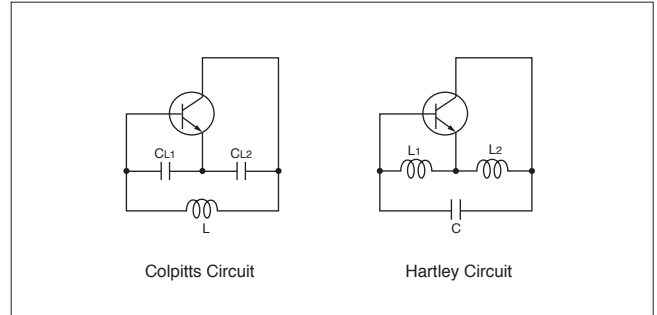 CL1 CL2
L
Colpitts Circuit
L1 L2
C
Hartley Circuit